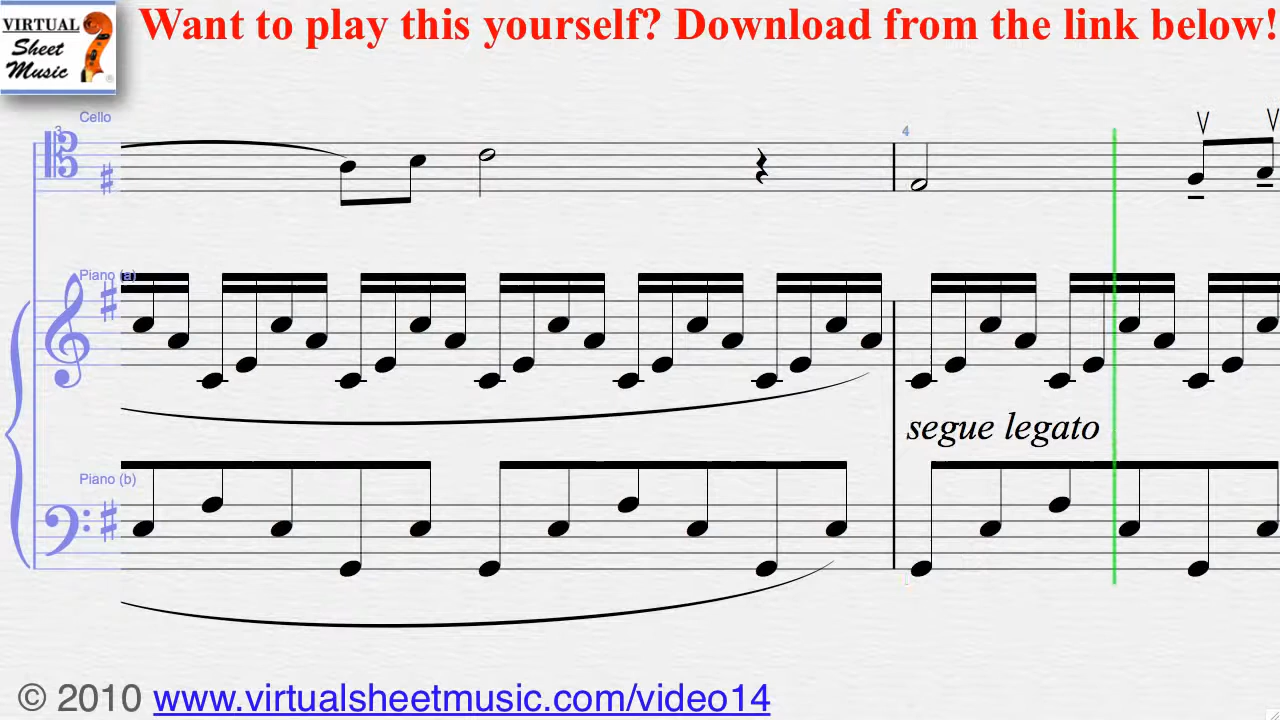 VIRTUAL
Sheet
Music
®
Want to play this yourself? Download from the link below!
Cello
3
4
Piano (a)
segue legato
Piano (b)
© 2010 www.virtualsheetmusic.com/video14